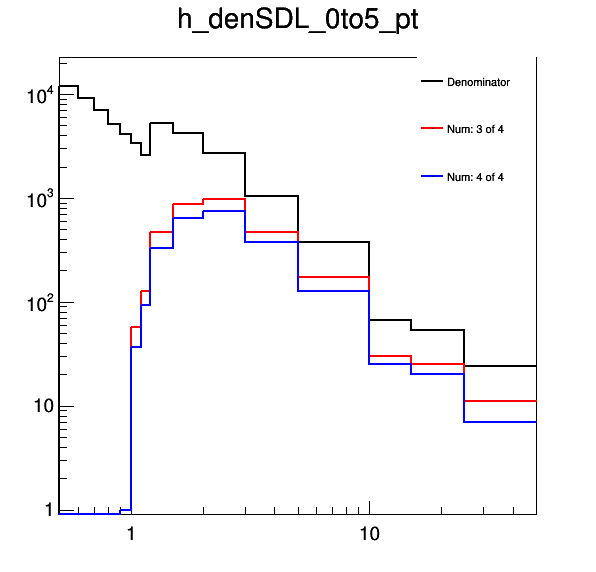 h_denSDL_0to5_pt
10⁴
Denominator
Num: 3 of 4
Num: 4 of 4
10³
10²
10
1
1
10